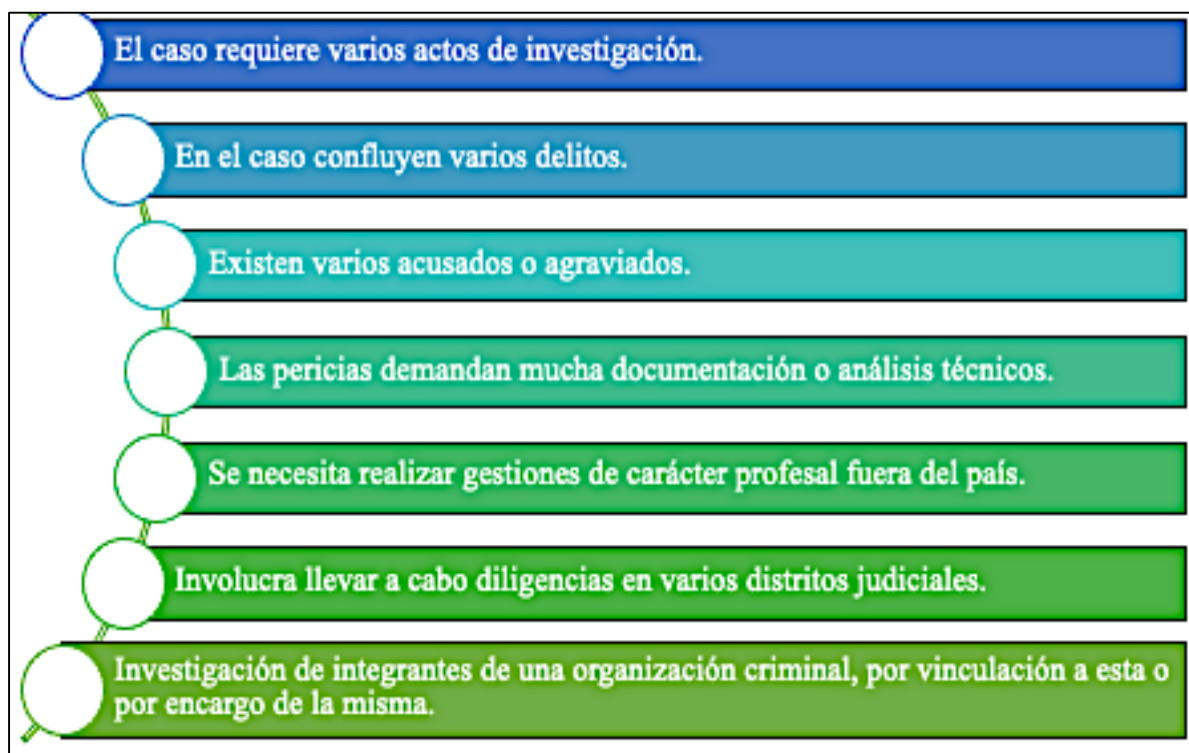 El caso requiere varios actos de investigación.
En el caso confluyen varios delitos.
Existen varios acusados o agraviados.
Las pericias demandan mucha documentación o análisis técnicos.
Se necesita realizar gestiones de carácter profesal fuera del país.
Involucra llevar a cabo diligencias en varios distritos judiciales.
Investigación de integrantes de una organización criminal, por vinculación a esta o
por encargo de la misma.